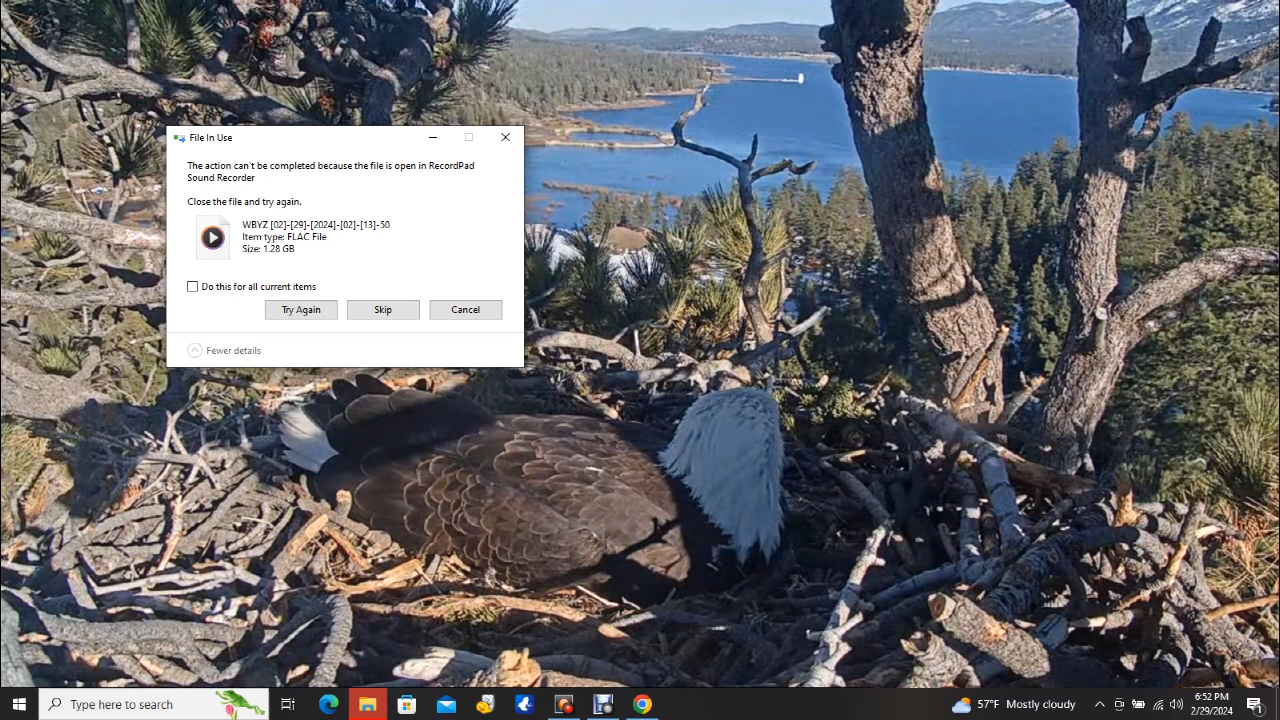 File In Use
The action can't be completed because the file is open in RecordPad
Sound Recorder
Close the file and try again.
WBYZ [02]-[29]-[2024]-[02]-[13]-50
Item type: FLAC File
Size: 1.28 GB
Do this for all current items
Try Again
Skip
Cancel
Fewer details
Type here to search
57°F Mostly cloudy
6:52 PM
2/29/2024
1